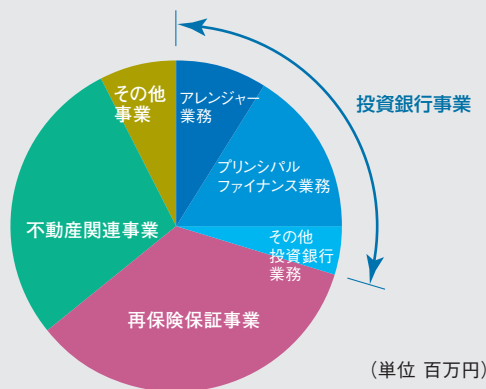 その他
事業
アレンジャー
業務
投資銀行事業
プリンシパル
ファイナンス業務
不動産関連事業
その他
投資銀行
業務
再保険保証事業
(単位 百万円)